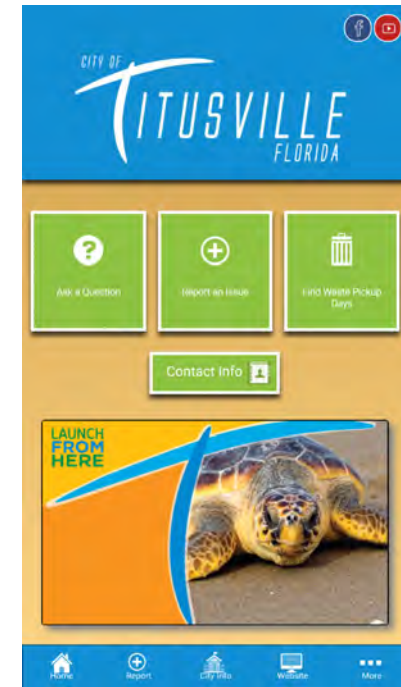 CITY OF
TITUSVILLE
FLORIDA
Ask a Question
Report an Issue
Find Waste Pickup
Days
Contact Info
LAUNCH
FROM
HERE
Home
Report
City Info
Website
More